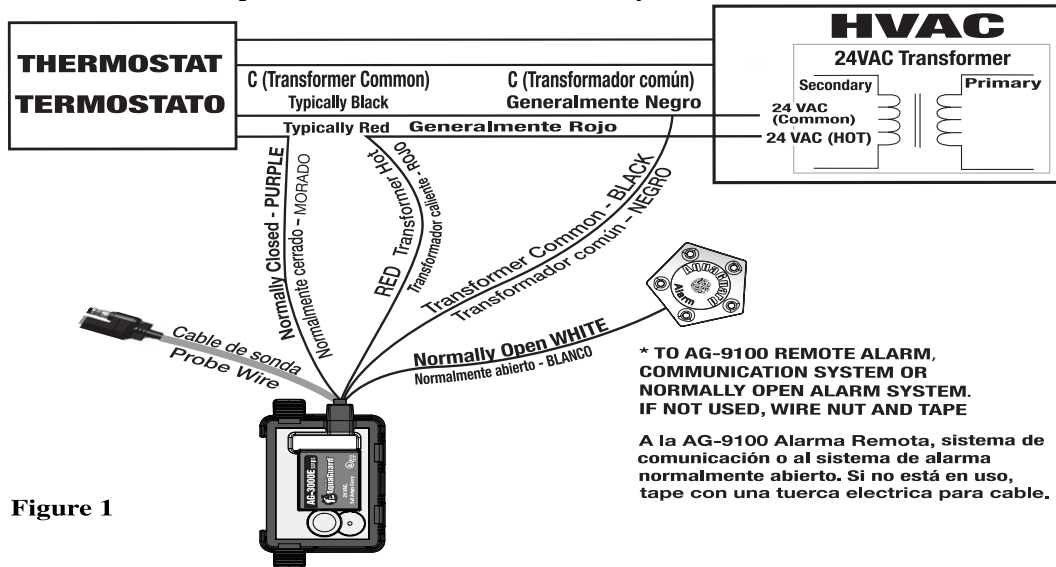 HVAC
24VAC Transformer
Secondary
Primary
24 VAC
(Common)
24 VAC (HOT)
THERMOSTAT
TERMOSTATO
C (Transformer Common)
Typically Black
C (Transformador común)
Generalmente Negro
Typically Red Generalmente Rojo
Normally Closed - PURPLE
Normalmente cerrado – MORADO
RED Transformer Hot
Transformador caliente - ROJO
Transformer Common - BLACK
Transformador común – NEGRO
Normally Open WHITE
Normalmente abierto - BLANCO
AquaGuard
Alarm
Cable de sonda
Probe Wire
* TO AG-9100 REMOTE ALARM,
COMMUNICATION SYSTEM OR
NORMALLY OPEN ALARM SYSTEM.
IF NOT USED, WIRE NUT AND TAPE
A la AG-9100 Alarma Remota, sistema de
comunicación o al sistema de alarma
normalmente abierto. Si no está en uso,
tape con una tuerca electrica para cable.
AG-3000E
AquaGuard
24 VAC,
Figure 1